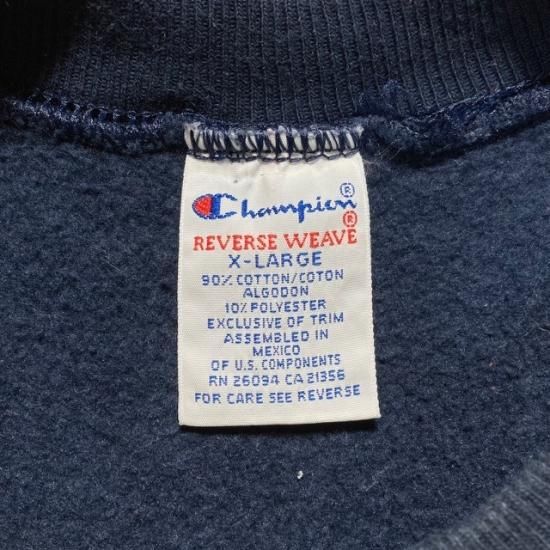 Champion®
REVERSE WEAVE®
X-LARGE
90% COTTON/COTON
ALGODON
10% POLYESTER
EXCLUSIVE OF TRIM
ASSEMBLED IN
MEXICO
OF U.S. COMPONENTS
RN 26094 CA 21356
FOR CARE SEE REVERSE